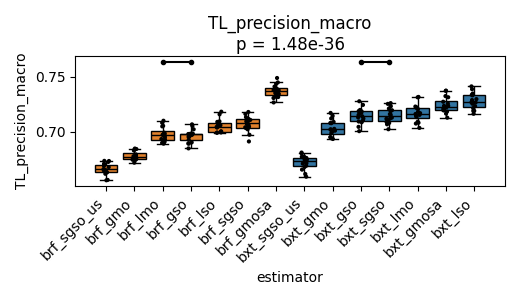 TL_precision_macro
p = 1.48e-36
TL_precision_macro
0.75
0.70
brf_sgso_us
brf_gmo
brf_lmo
brf_gso
brf_lso
brf_sgso
brf_gmosa
bxt_sgso_us
bxt_gmo
bxt_gso
bxt_sgso
bxt_lmo
bxt_gmosa
bxt_lso
estimator